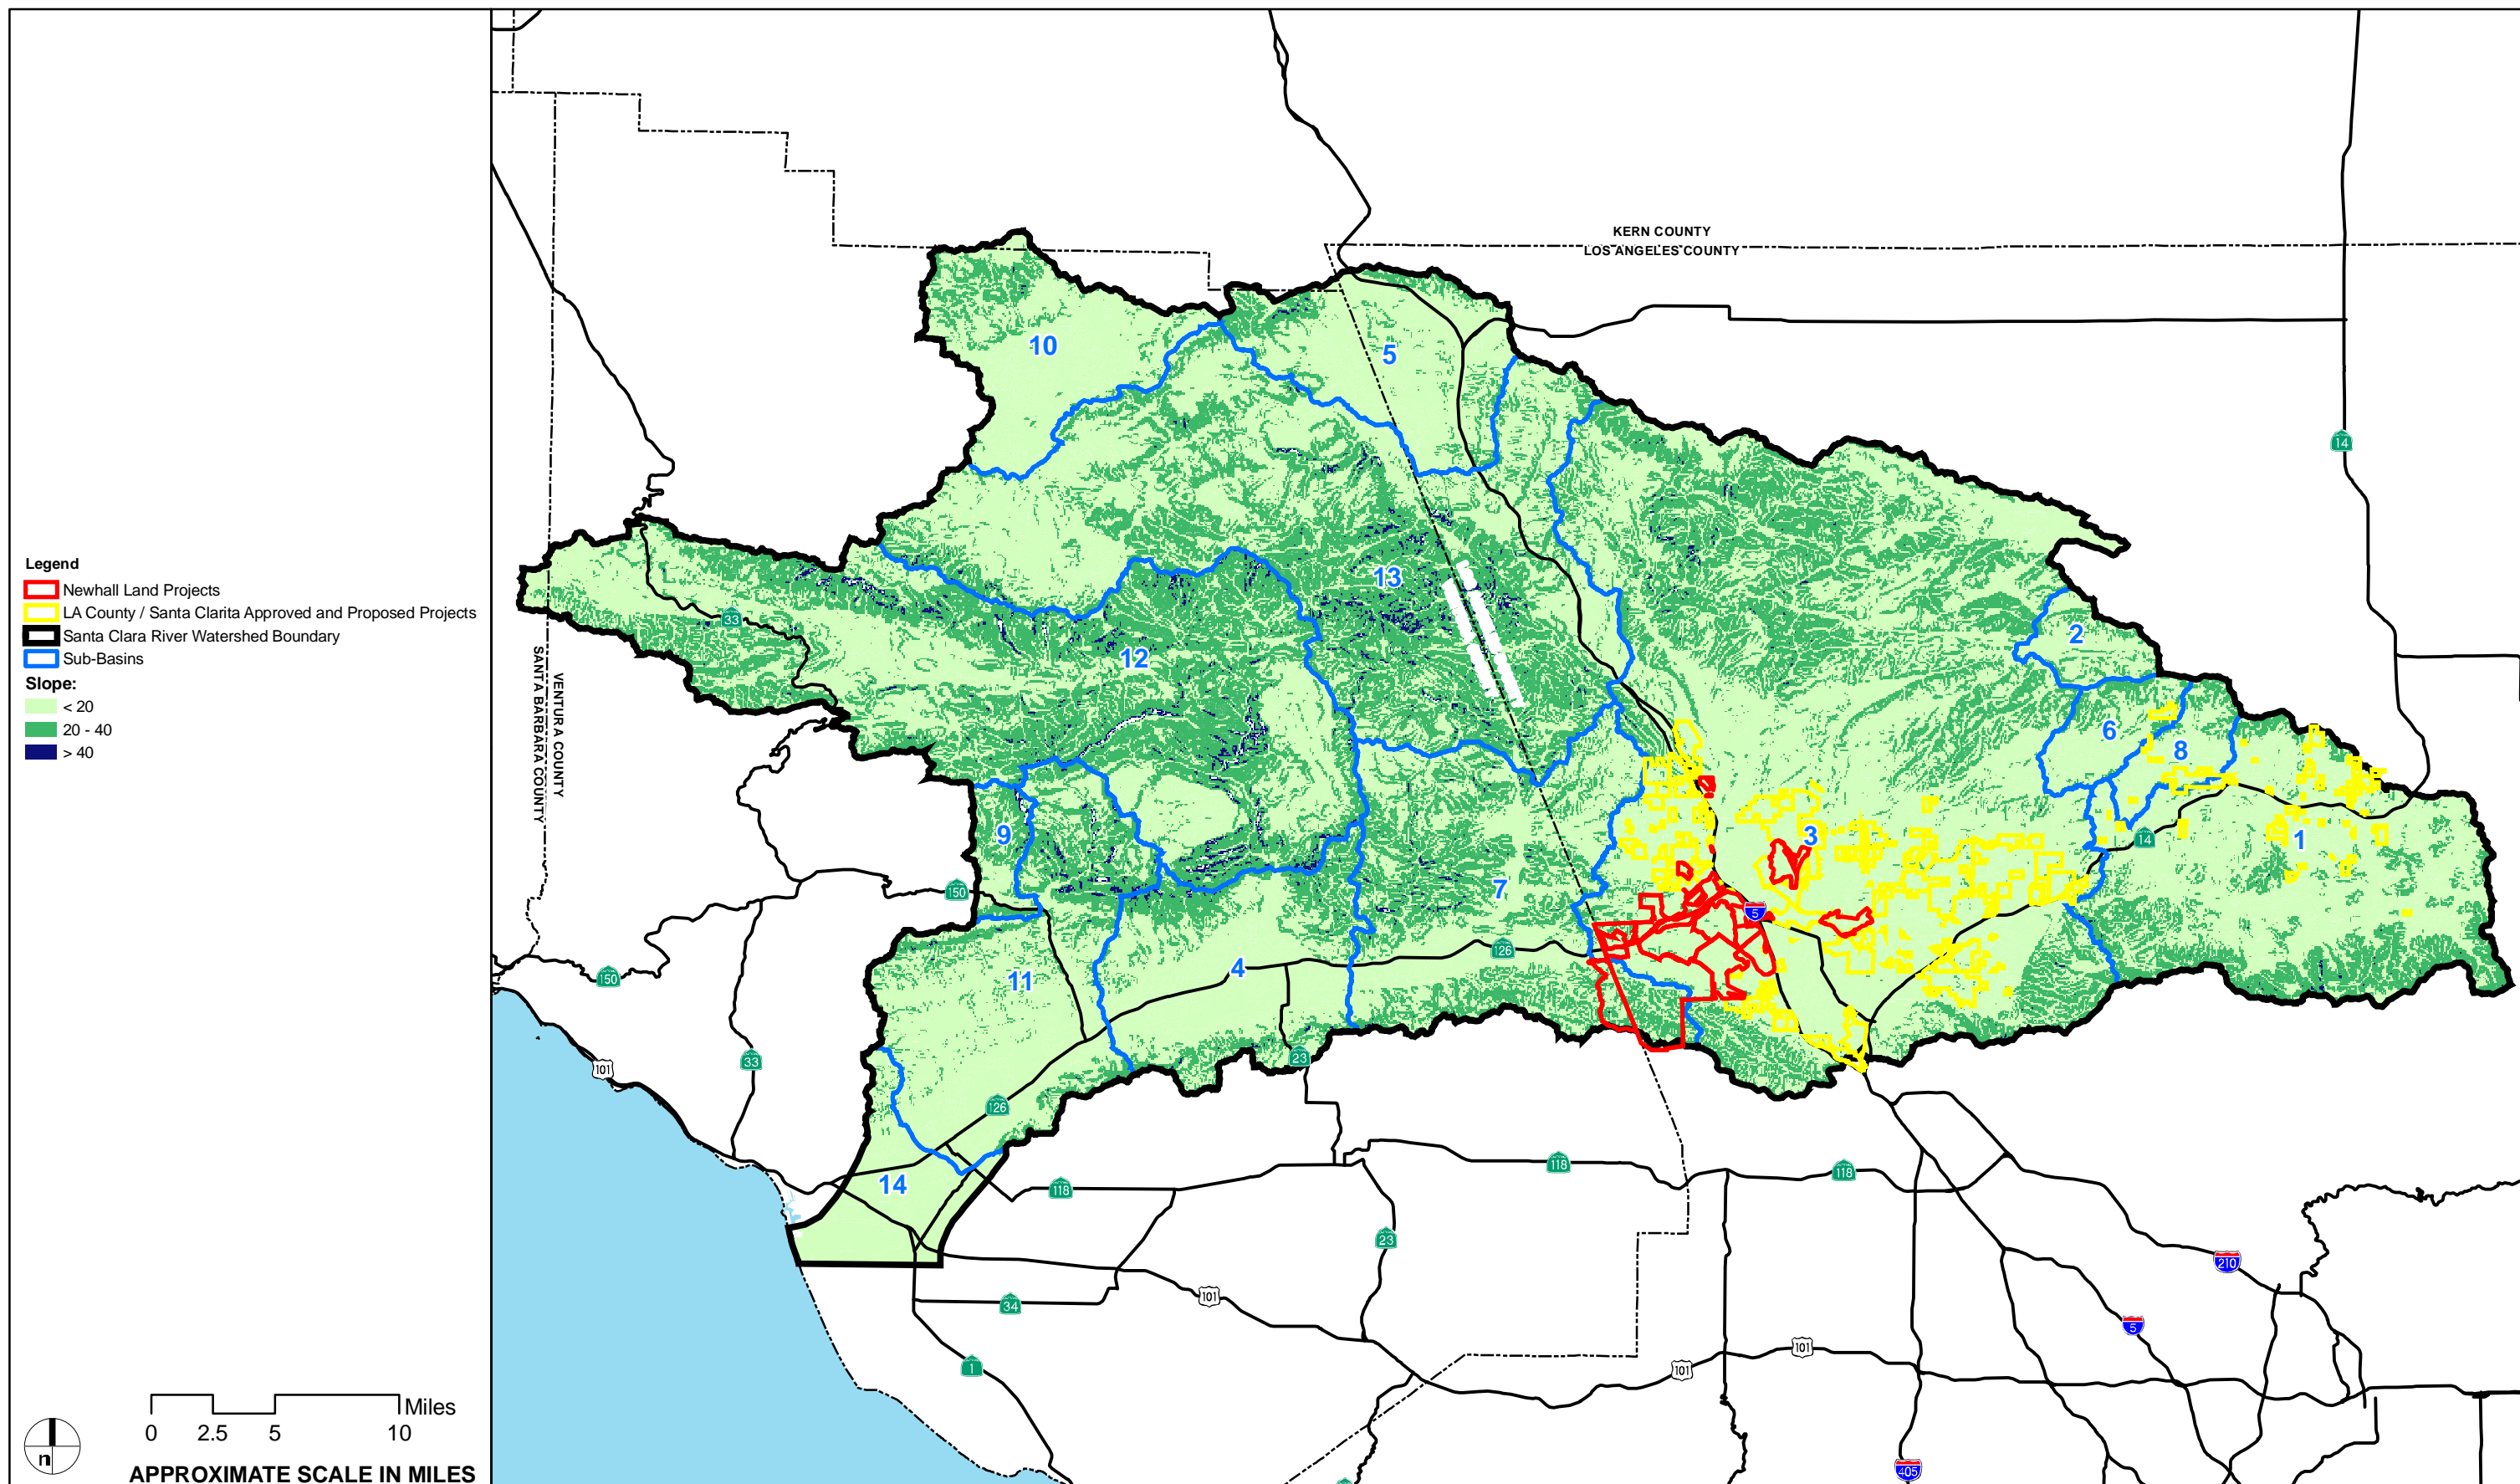 Legend
Newhall Land Projects
LA County / Santa Clarita Approved and Proposed Projects
Santa Clara River Watershed Boundary
Sub-Basins
Slope:
< 20
20 - 40
> 40
Miles
0 2.5 5 10
APPROXIMATE SCALE IN MILES
n
KERN COUNTY
LOS ANGELES COUNTY
SANTA BARBARA COUNTY
VENTURA COUNTY
10
5
14
13
33
12
2
6
8
9
3
14
1
150
7
5
150
11
4
126
101
33
23
126
14
118
118
118
23
210
34
101
5
1
101
101
405